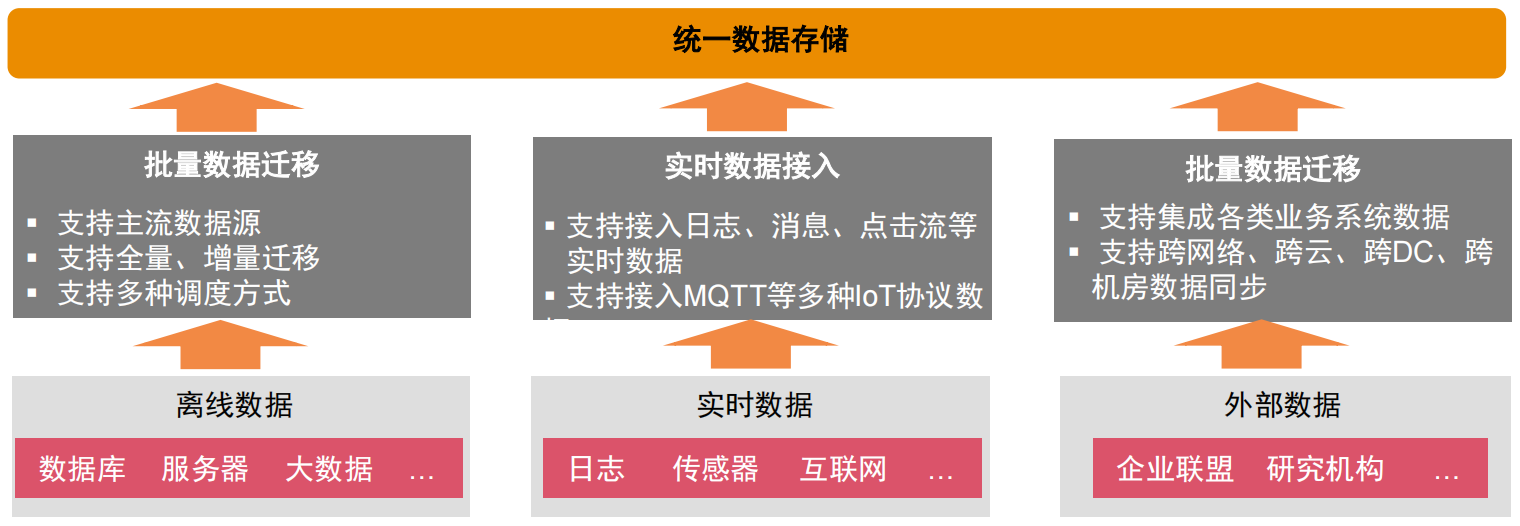 统一数据存储
批量数据迁移
▪ 支持主流数据源
▪ 支持全量、增量迁移
▪ 支持多种调度方式
实时数据接入
▪ 支持接入日志、消息、点击流等
实时数据
▪ 支持接入MQTT等多种IoT协议数
批量数据迁移
▪ 支持集成各类业务系统数据
▪ 支持跨网络、跨云、跨DC、跨
机房数据同步
离线数据
数据库 服务器 大数据 …
实时数据
日志 传感器 互联网 …
外部数据
企业联盟 研究机构 …